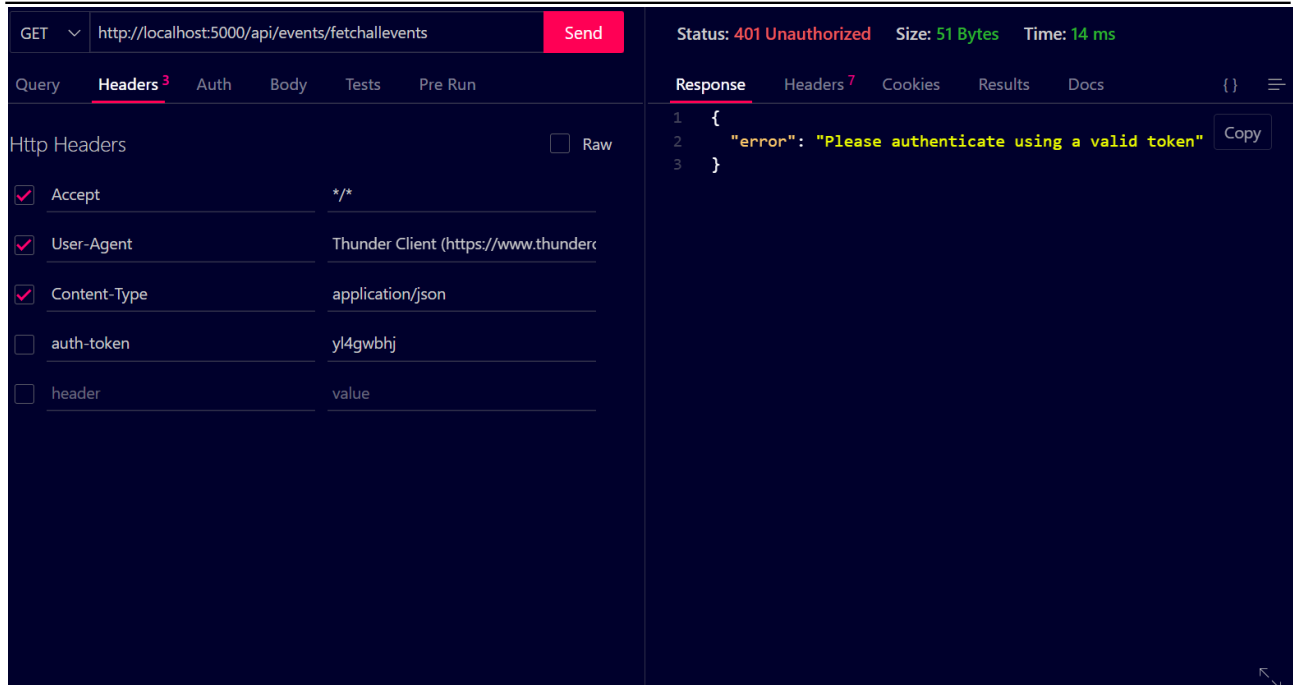 GET http://localhost:5000/api/events/fetchallevents Send
Query Headers 3 Auth Body Tests Pre Run
Http Headers Raw
Accept */*
User-Agent Thunder Client (https://www.thunderc
Content-Type application/json
auth-token yl4gwbhj
header value
Status: 401 Unauthorized Size: 51 Bytes Time: 14 ms
Response Headers 7 Cookies Results Docs {}
1 {
2 "error": "Please authenticate using a valid token"
3 }
Copy